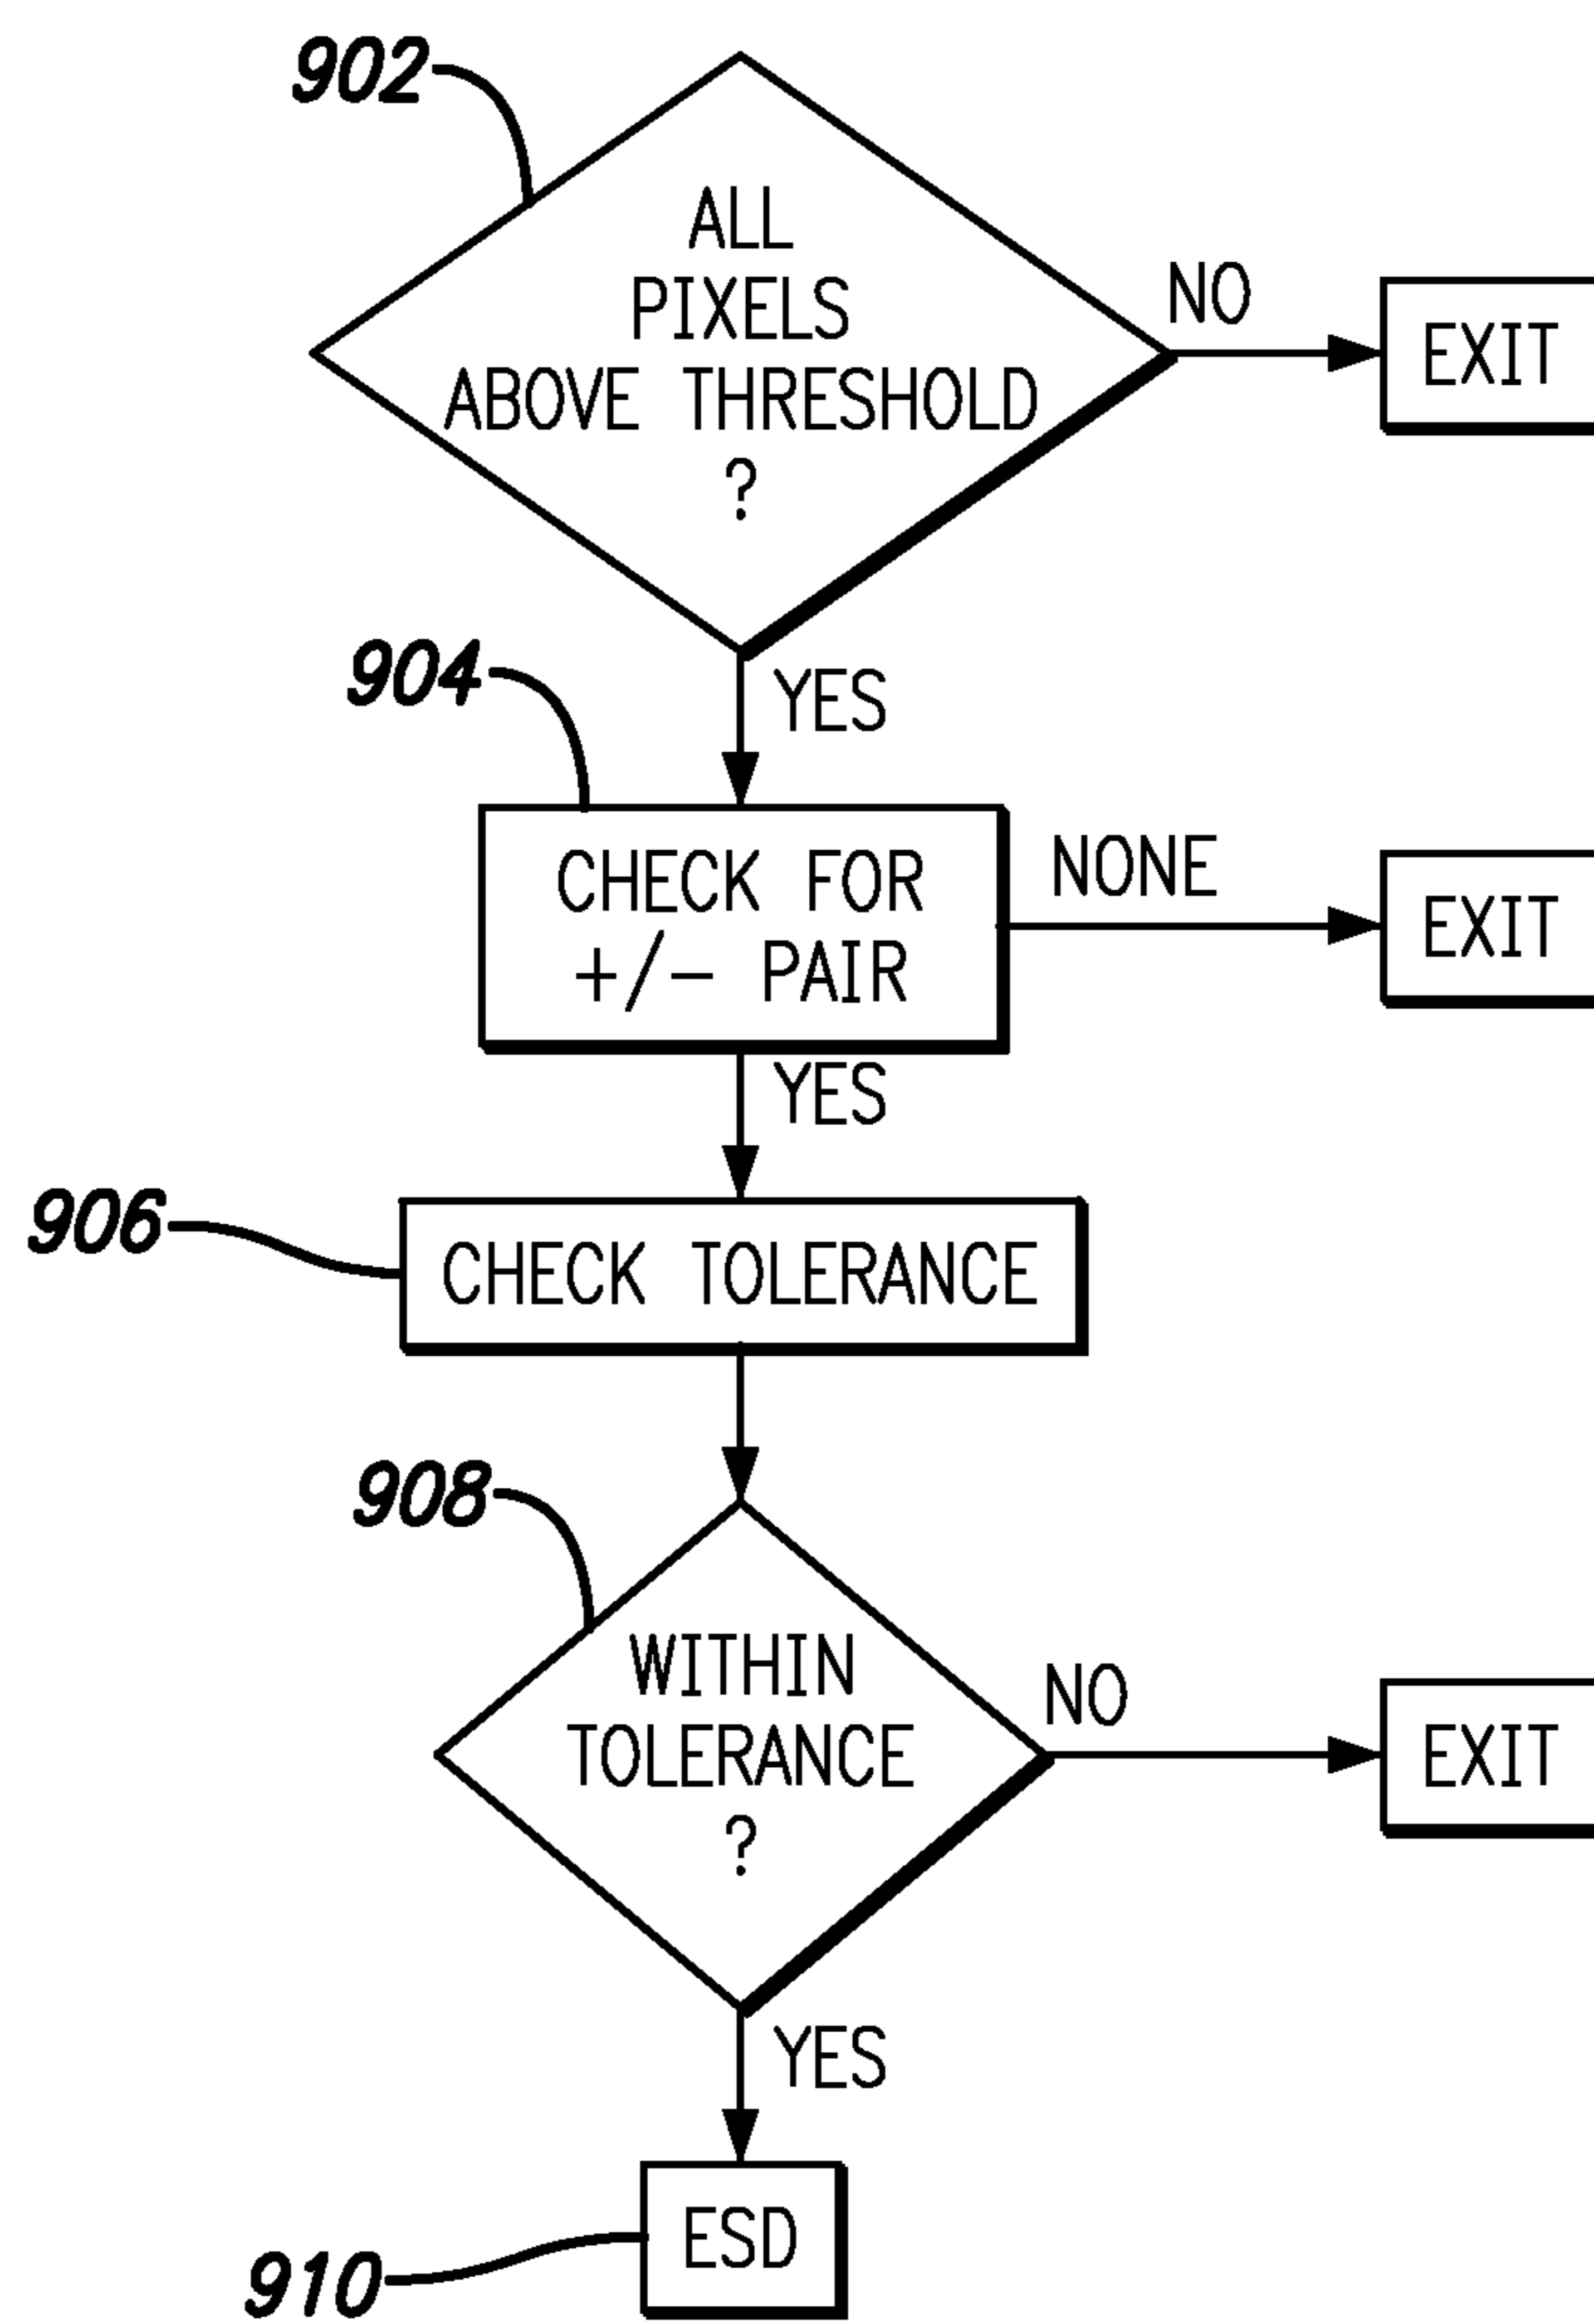 902
ALL
PIXELS
ABOVE THRESHOLD
?
NO
EXIT
904
YES
CHECK FOR
+/- PAIR
NONE
EXIT
YES
906
CHECK TOLERANCE
908
WITHIN
TOLERANCE
?
NO
EXIT
YES
ESD
910